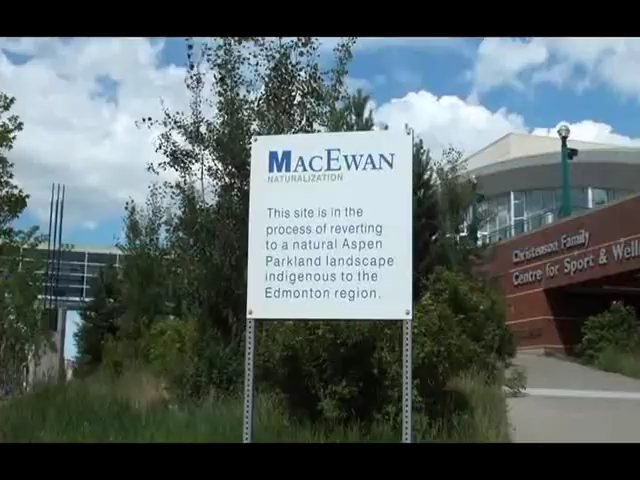 MACEWAN
NATURALIZATION
This site is in the
process of reverting
to a natural Aspen
Parkland landscape
indigenous to the
Edmonton region.
Christenson Family
Centre for Sport & Well